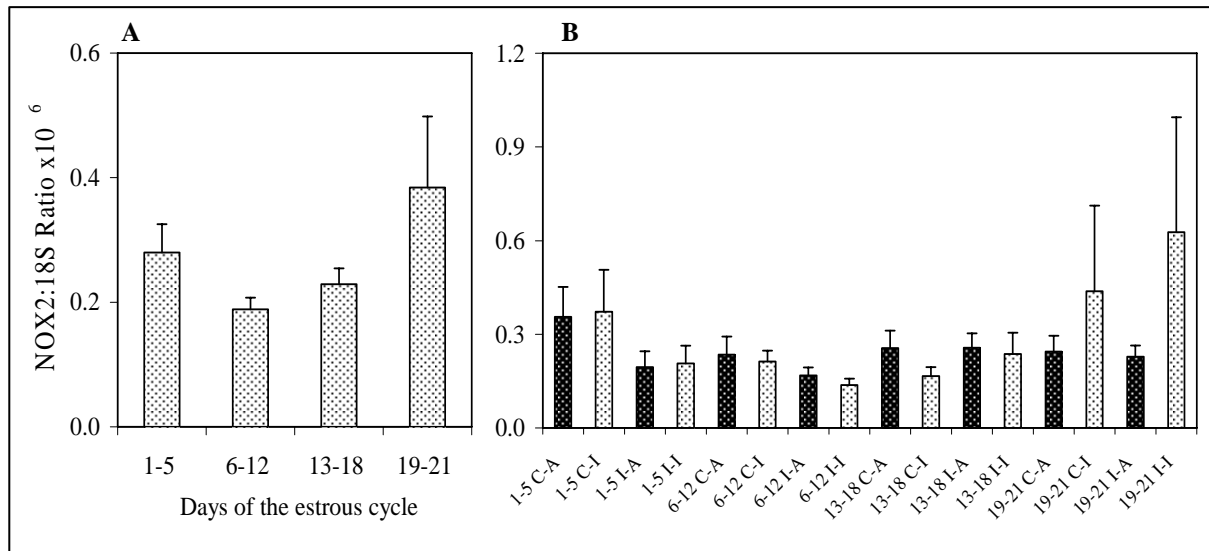 A
B
NOX2:18S Ratio x10 6
0.6
0.4
0.2
0.0
1-5 6-12 13-18 19-21
Days of the estrous cycle
1.2
0.9
0.6
0.3
0.0
1-5 C-A
1-5 C-I
1-5 I-A
1-5 I-I
6-12 C-A
6-12 C-I
6-12 I-A
6-12 I-I
13-18 C-A
13-18 C-I
13-18 I-A
13-18 I-I
19-21 C-A
19-21 C-I
19-21 I-A
19-21 I-I